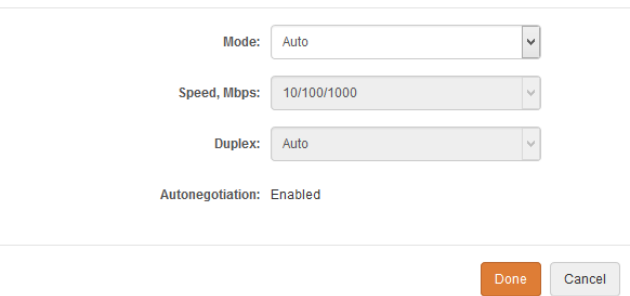 Mode: Auto
Speed, Mbps: 10/100/1000
Duplex: Auto
Autonegotiation: Enabled
Done Cancel